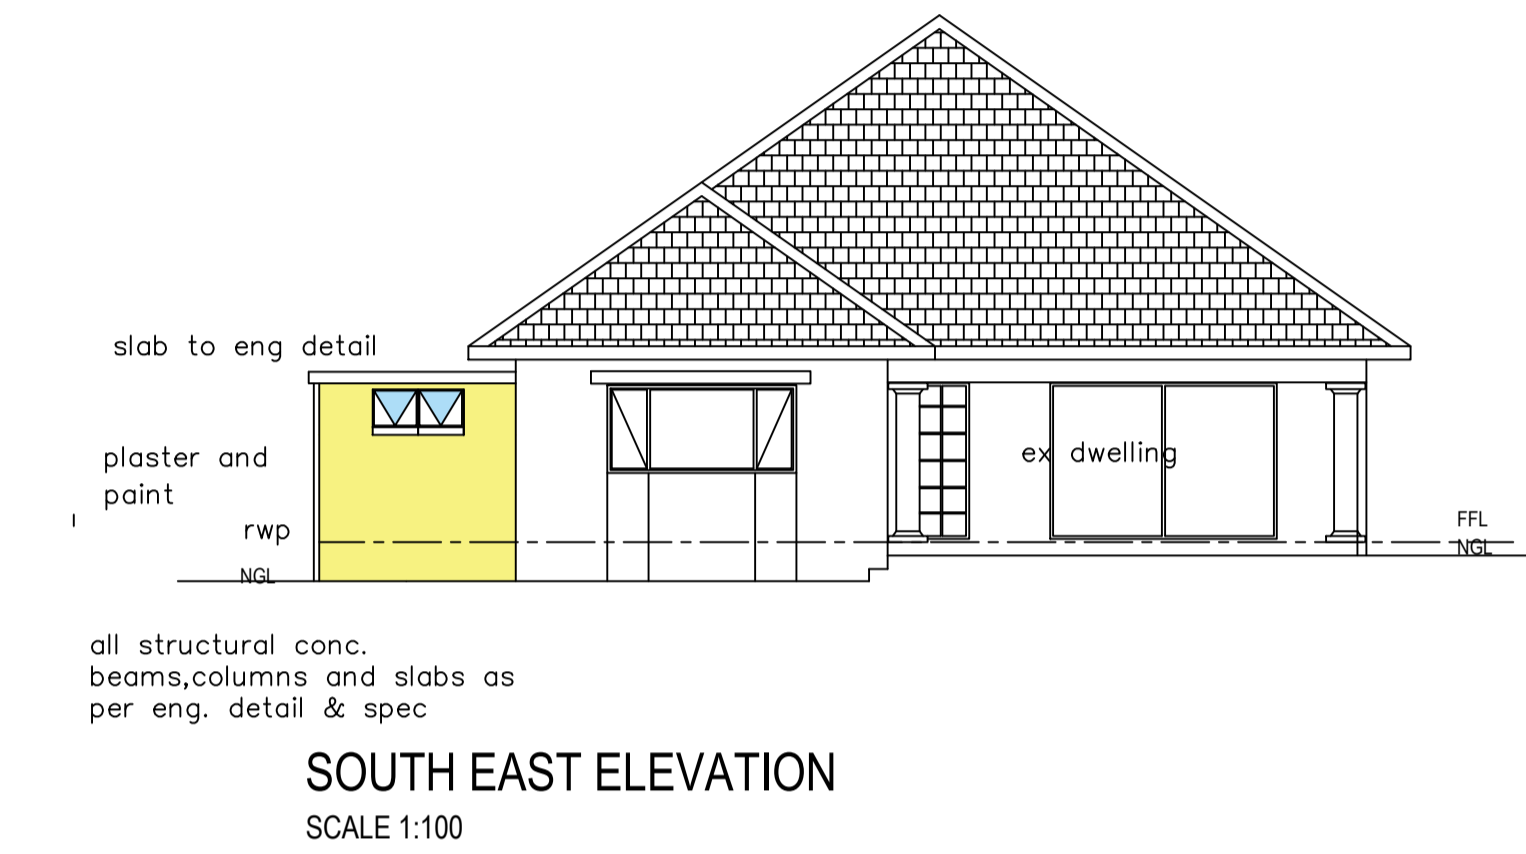 slab to eng detail
plaster and
paint
ex dwelling
rwp
FFL
NGL
NGL
all structural conc.
beams,columns and slabs as
per eng. detail & spec
SOUTH EAST ELEVATION
SCALE 1:100